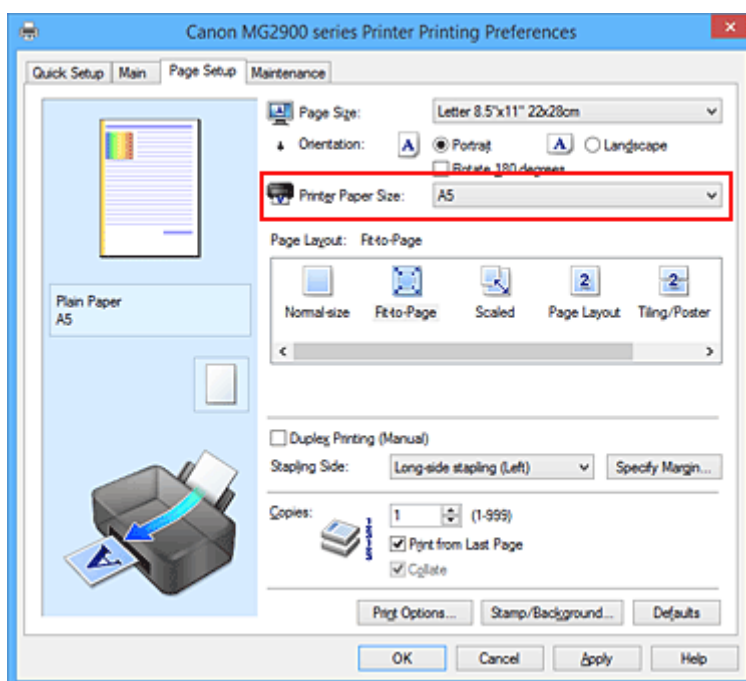 Canon MG2900 series Printer Printing Preferences
Quick Setup Main Page Setup Maintenance
Page Size: Letter 8.5"x11" 22x28cm
Orientation: A Portrait A Landscape
Rotate 180 degrees
Printer Paper Size: A5
Page Layout: Fit-to-Page
2 2
Normal-size Fit-to-Page Scaled Page Layout Tiling/Poster
Plain Paper
A5
Duplex Printing (Manual)
Stapling Side: Long-side stapling (Left) Specify Margin...
Copies: 1 (1-999)
Print from Last Page
Collate
A
Print Options... Stamp/Background... Defaults
OK Cancel Apply Help